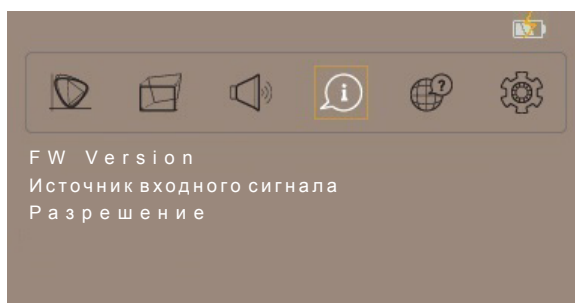 FW Version
Источник входного сигнала
Разрешение